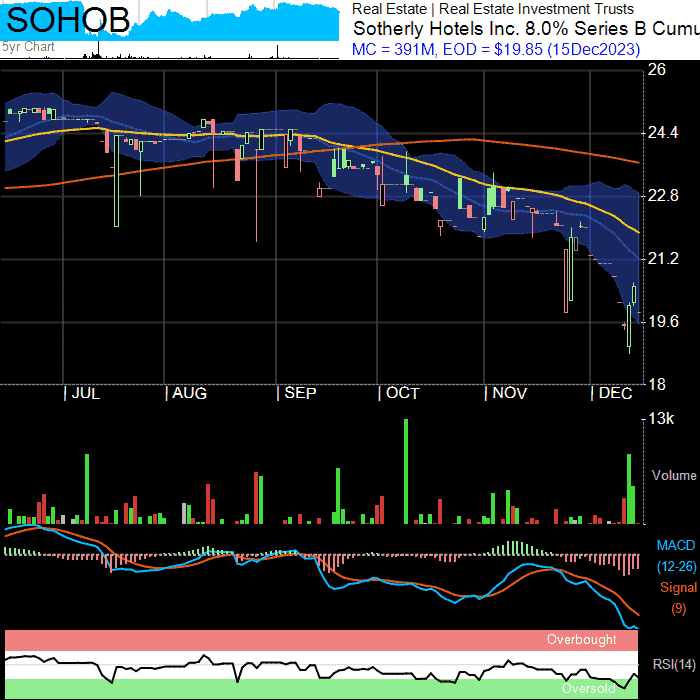 SOHOB
5yr Chart
Real Estate | Real Estate Investment Trusts
Sotherly Hotels Inc. 8.0% Series B Cumu
MC = 391M, EOD = $19.85 (15Dec2023)
26
24.4
22.8
21.2
19.6
18
| JUL | AUG | SEP | OCT | NOV | DEC
13k
Volume
MACD
(12-26)
Signal
(9)
Overbought
RSI(14)
Oversold